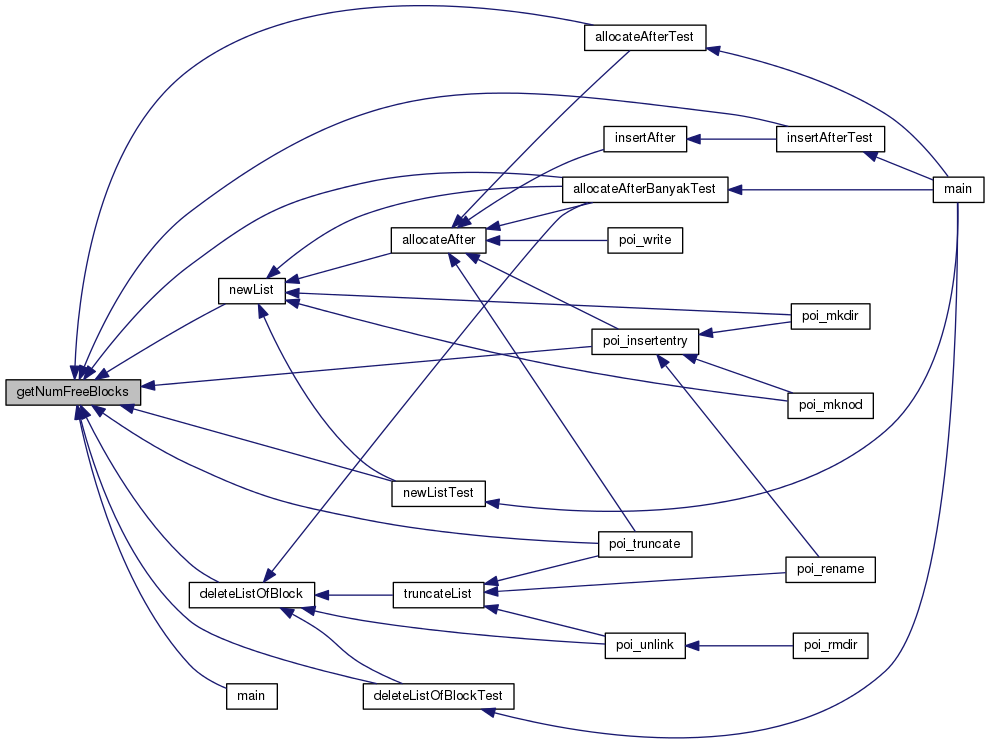 allocateAfterTest
insertAfter
insertAfterTest
allocateAfterBanyakTest
main
allocateAfter
poi_write
newList
poi_mkdir
poi_insertentry
getNumFreeBlocks
poi_mknod
newListTest
poi_truncate
poi_rename
deleteListOfBlock
truncateList
poi_unlink
poi_rmdir
main
deleteListOfBlockTest